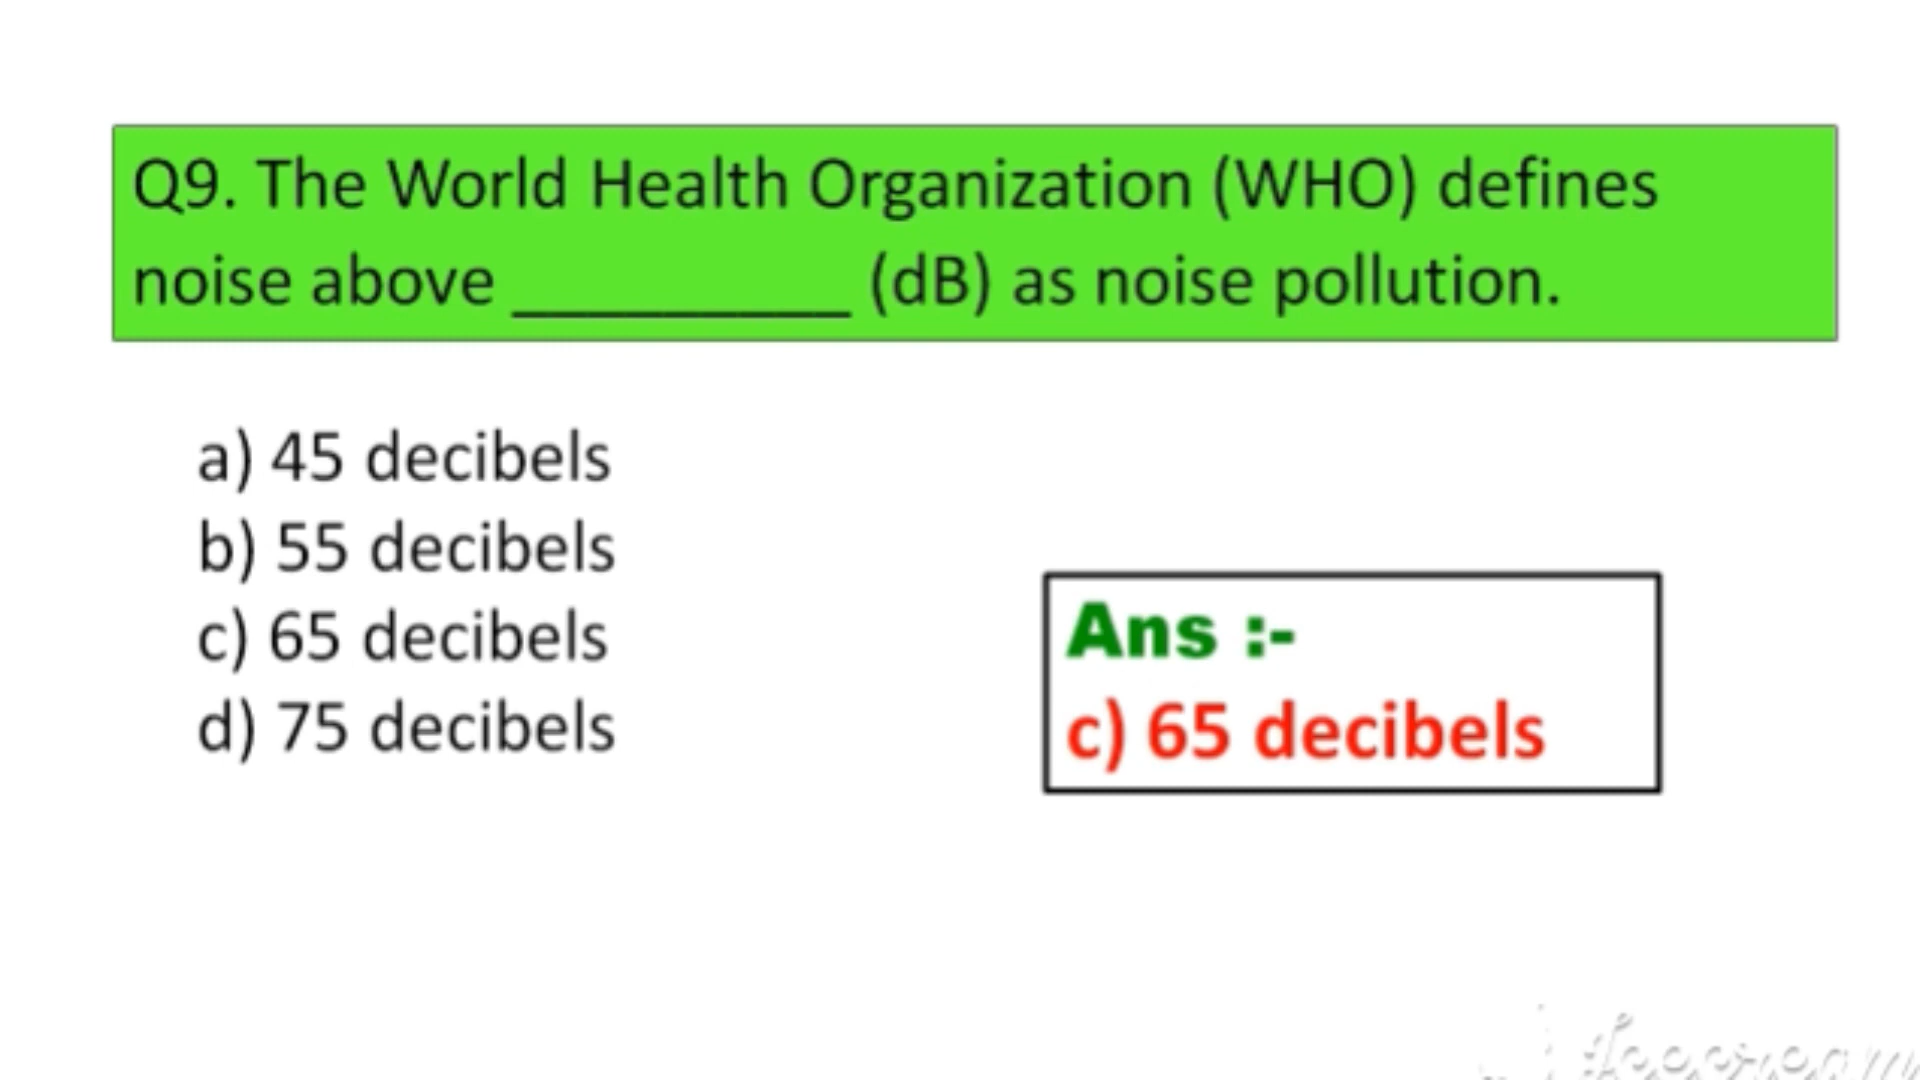 Q9. The World Health Organization (WHO) defines
noise above __________ (dB) as noise pollution.
a) 45 decibels
b) 55 decibels
c) 65 decibels
d) 75 decibels
Ans :-
c) 65 decibels